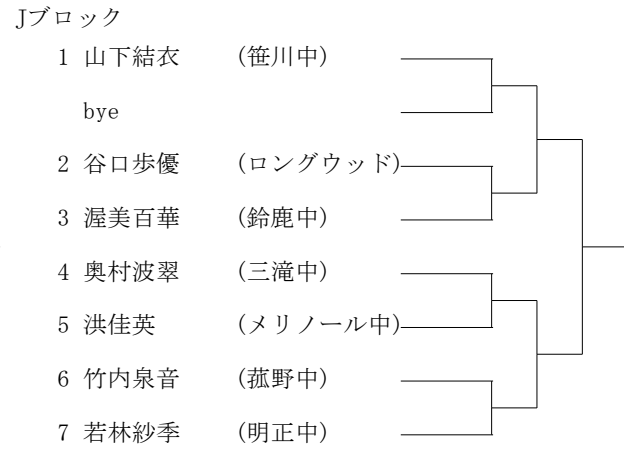 Jブロック
1 山下結衣 (笹川中)
bye
2 谷口歩優 (ロングウッド)
3 渥美百華 (鈴鹿中)
4 奥村波翠 (三滝中)
5 洪佳英 (メリノール中)
6 竹内泉音 (菰野中)
7 若林紗季 (明正中)